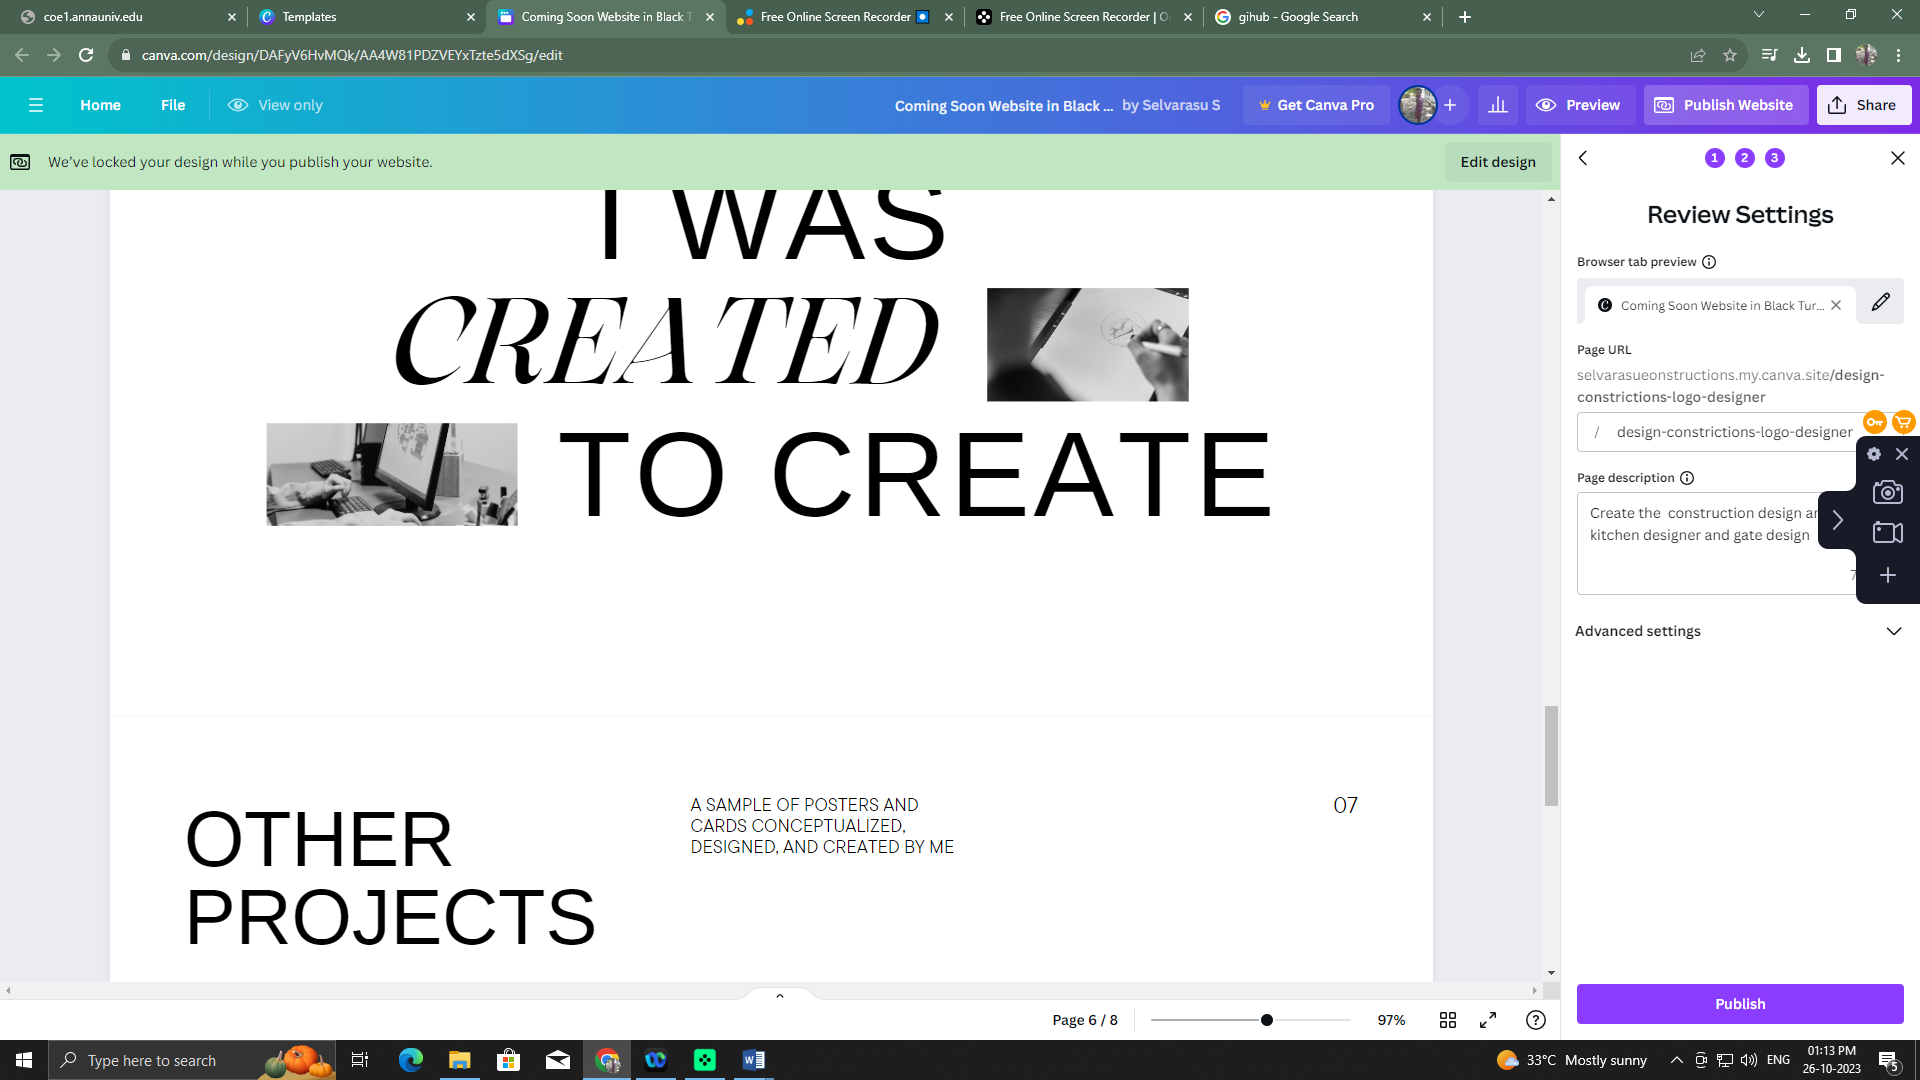 coe1.annauniv.edu
Templates
Coming Soon Website in Black T
Free Online Screen Recorder
Free Online Screen Recorder | O
gihub - Google Search
canva.com/design/DAFyV6HvMQk/AA4W81PDZVEYxTzte5dXSg/edit
Home
File
View only
Coming Soon Website in Black ...
by Selvarasu S
Get Canva Pro
Preview
Publish Website
Share
We've locked your design while you publish your website.
Edit design
I WAS
CREATED
TO CREATE
OTHER
PROJECTS
A SAMPLE OF POSTERS AND
CARDS CONCEPTUALIZED,
DESIGNED, AND CREATED BY ME
07
1 2 3
Review Settings
Browser tab preview
Coming Soon Website in Black Tur...
Page URL
selvarasueonstructions.my.canva.site/design-
constrictions-logo-designer
/ design-constrictions-logo-designer
Page description
Create the  construction design ar
kitchen designer and gate design
7
Advanced settings
Publish
Page 6 / 8
97%
Type here to search
33°C Mostly sunny
ENG
01:13 PM
26-10-2023
5